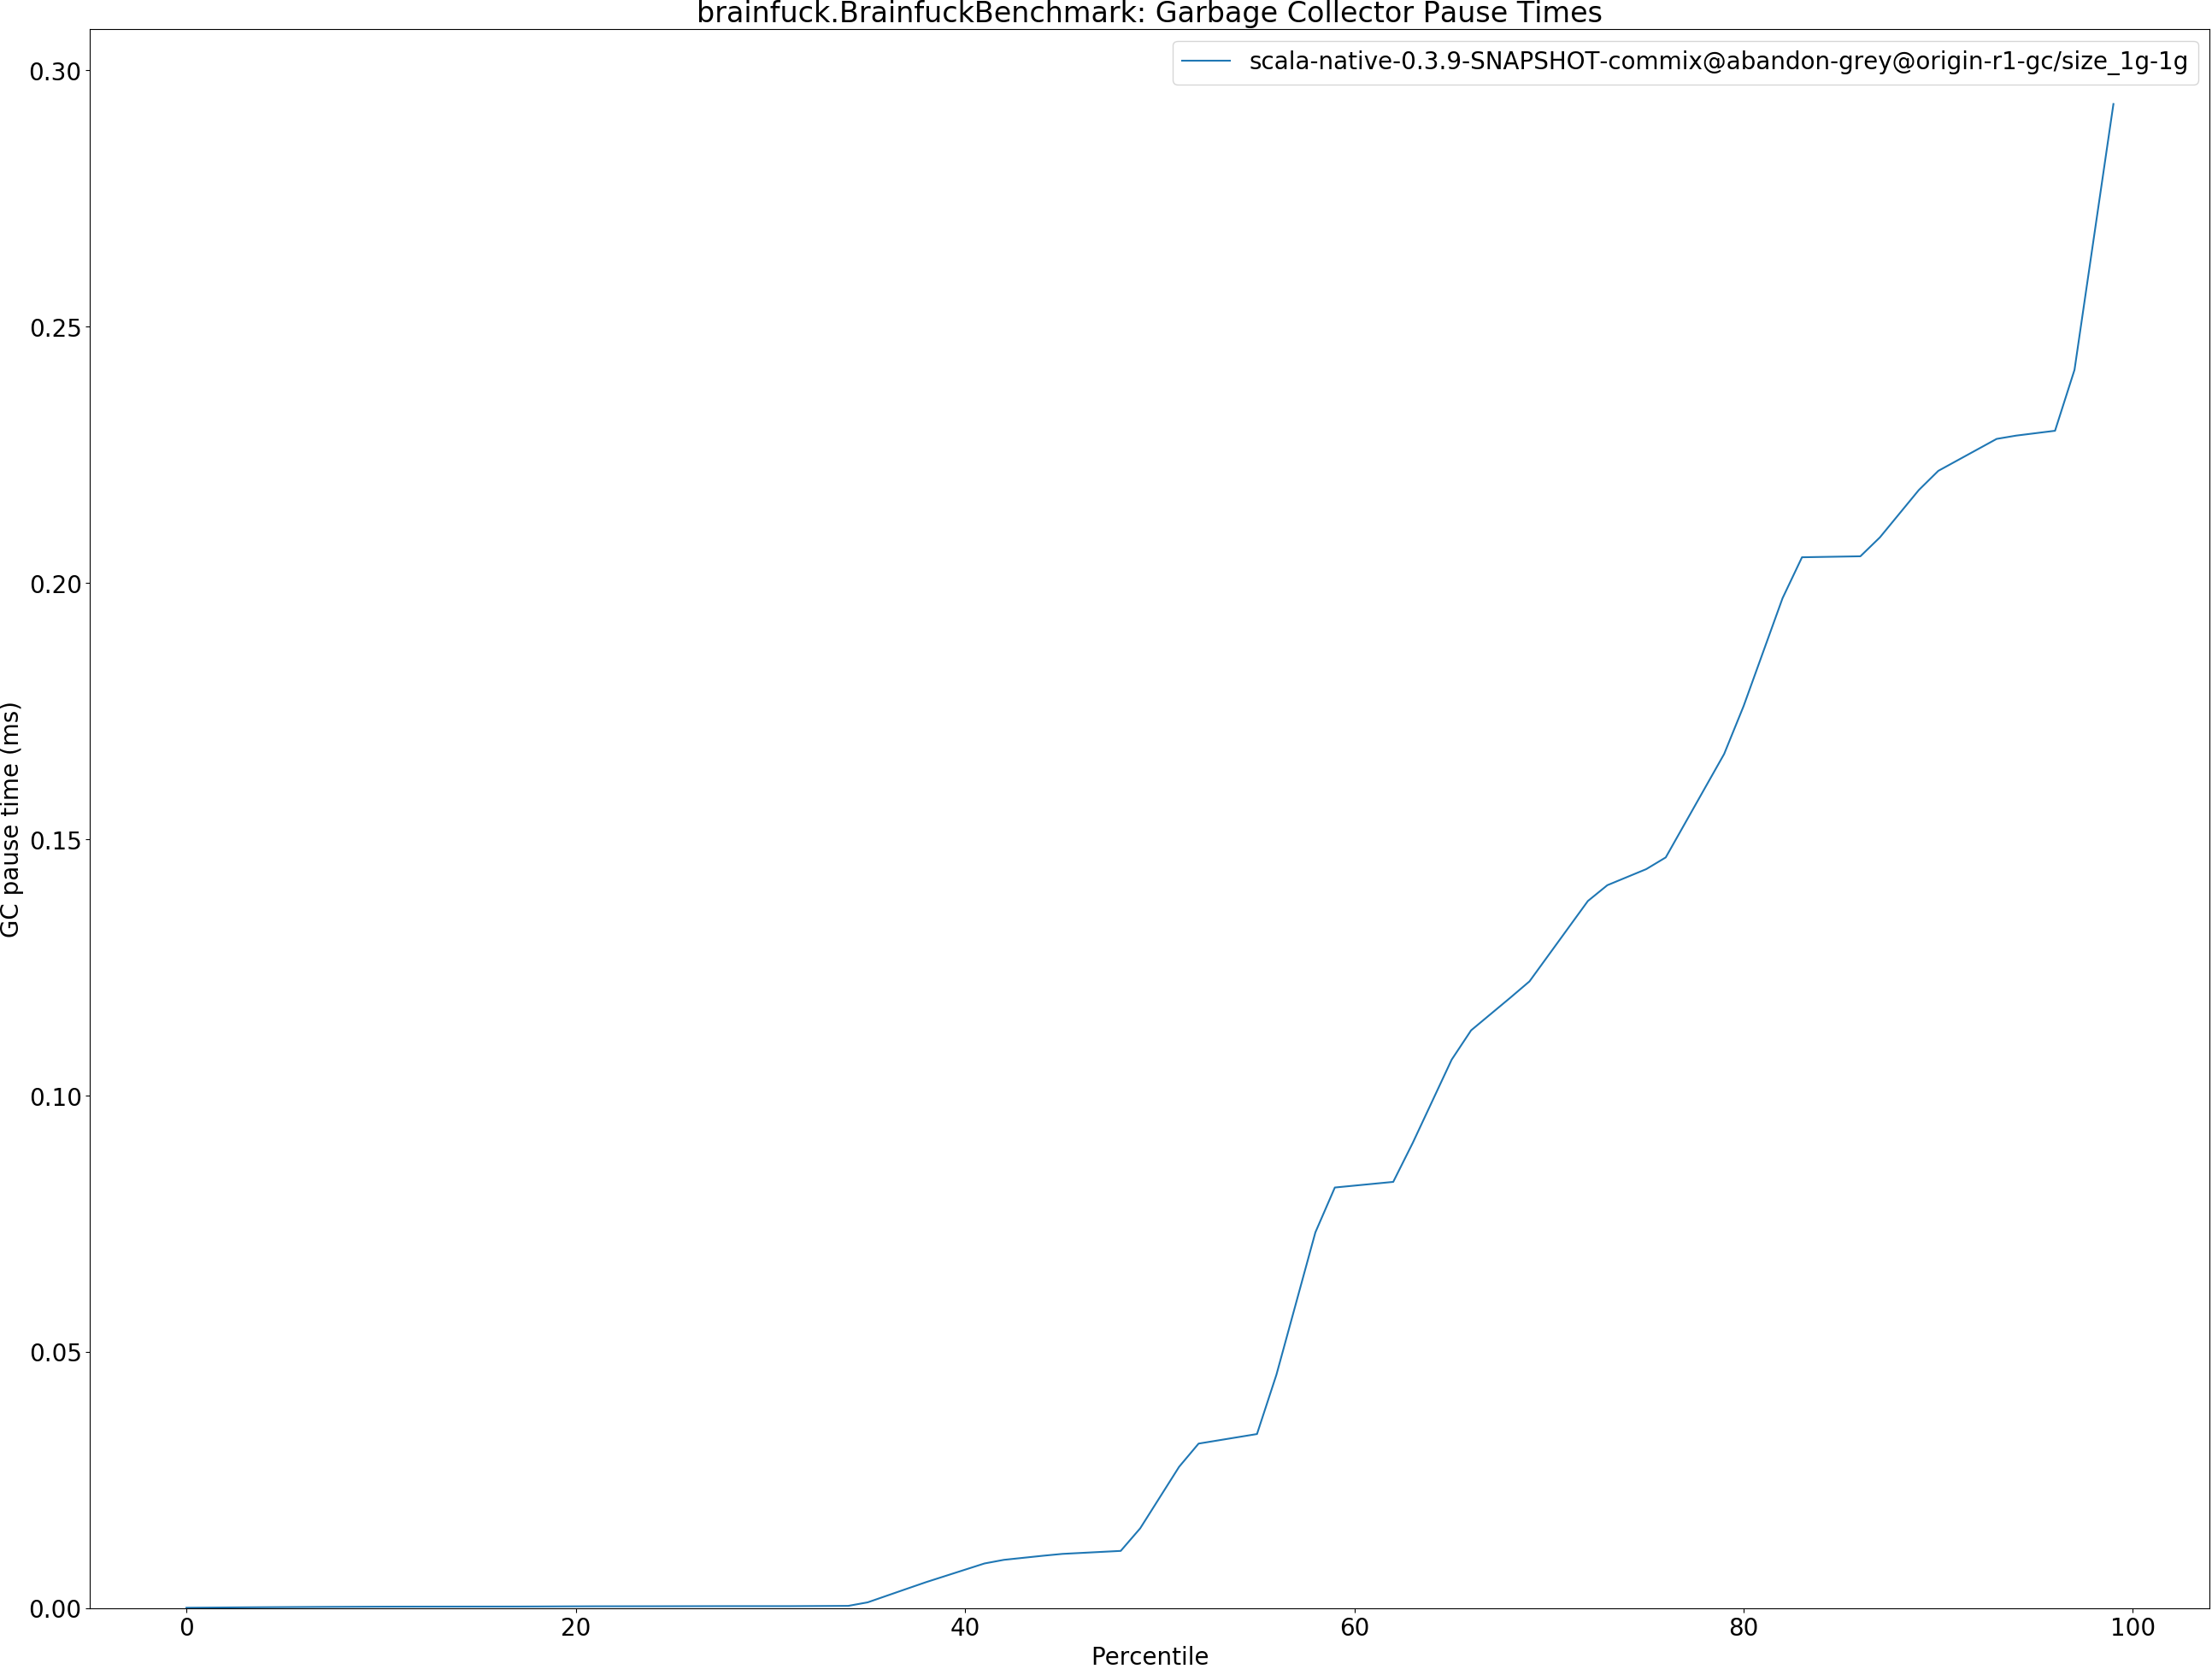 brainfuck.BrainfuckBenchmark: Garbage Collector Pause Times
scala-native-0.3.9-SNAPSHOT-commix@abandon-grey@origin-r1-gc/size_1g-1g
GC pause time (ms)
0.30
0.25
0.20
0.15
0.10
0.05
0.00
0 20 40 60 80 100
Percentile